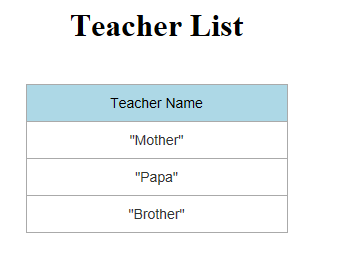 Teacher List
Teacher Name
"Mother"
"Papa"
"Brother"